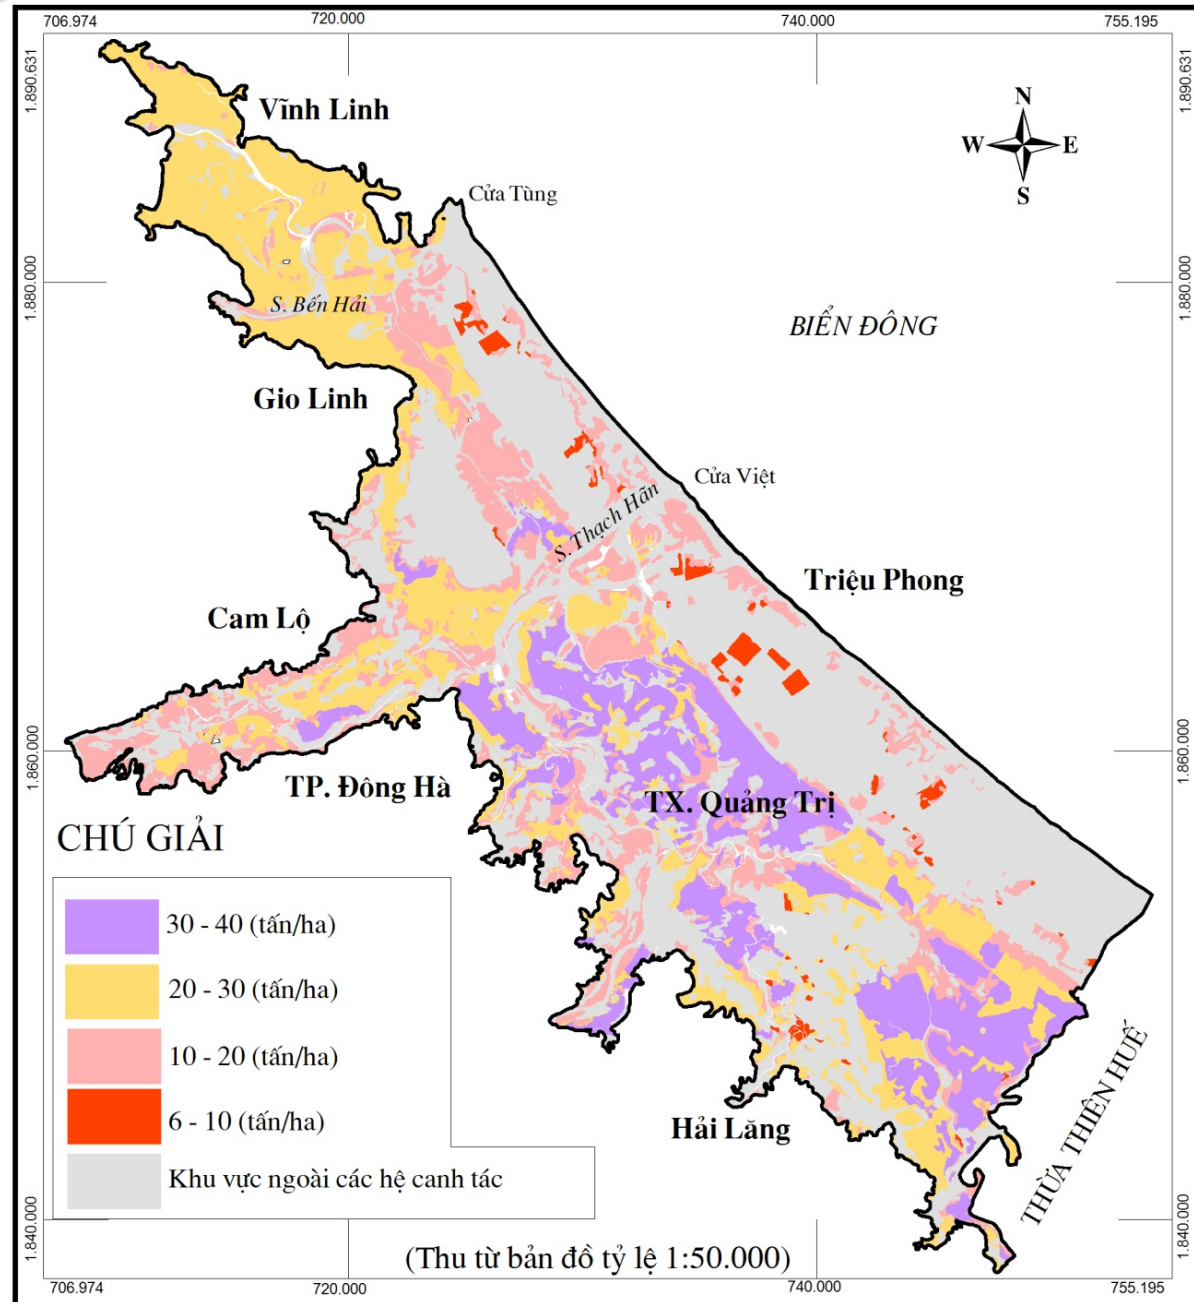 706.974
720.000
740.000
755.195
1.890.631
1.890.631
Vĩnh Linh
N
W
E
S
Cửa Tùng
1.880.000
1.880.000
S. Bến Hải
BIỂN ĐÔNG
Gio Linh
Cửa Việt
S. Thạch Hãn
Triệu Phong
Cam Lộ
1.860.000
1.860.000
TP. Đông Hà
TX. Quảng Trị
CHÚ GIẢI
30 - 40 (tấn/ha)
20 - 30 (tấn/ha)
10 - 20 (tấn/ha)
6 - 10 (tấn/ha)
Khu vực ngoài các hệ canh tác
Hải Lăng
THỪA THIÊN HUẾ
1.840.000
1.840.000
(Thu từ bản đồ tỷ lệ 1:50.000)
706.974
720.000
740.000
755.195